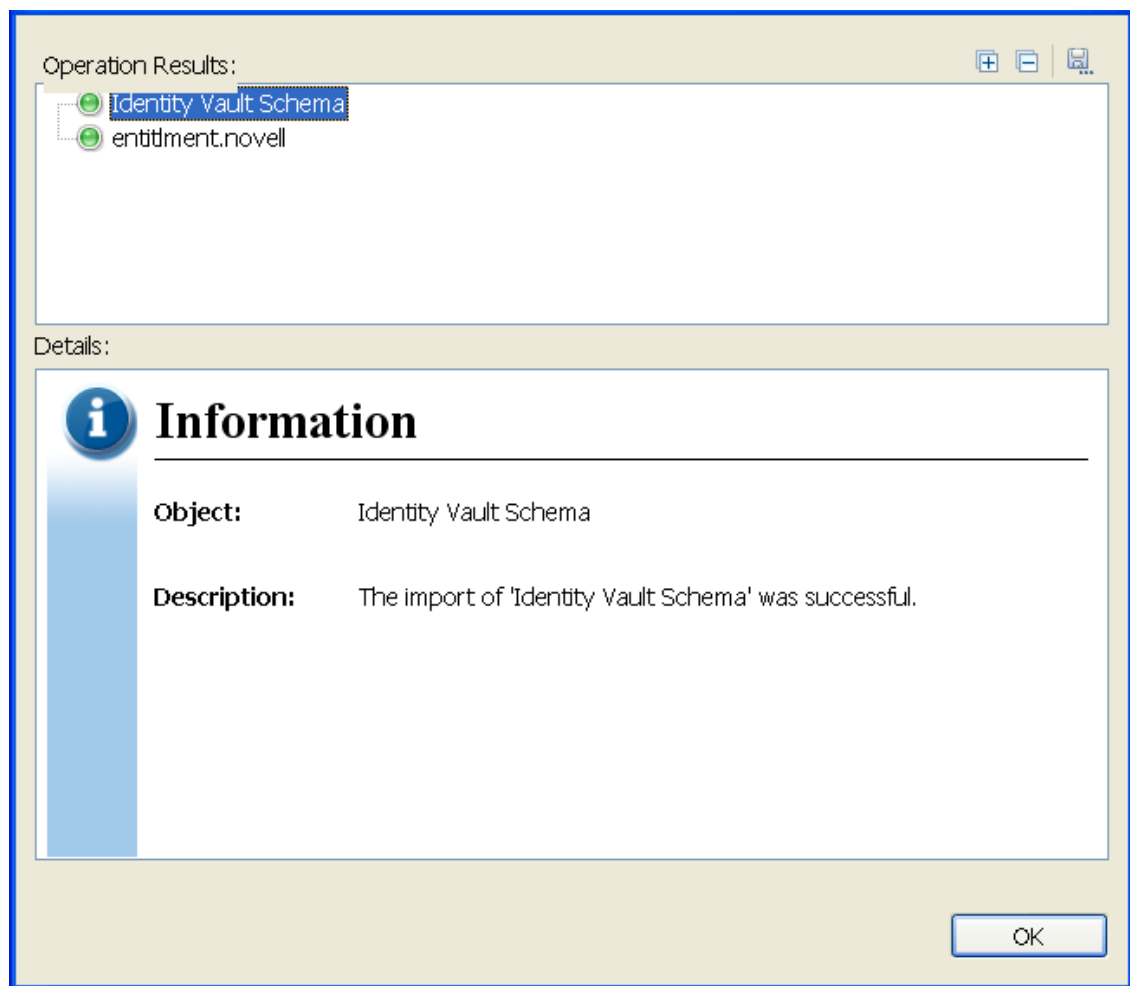 Operation Results:
Identity Vault Schema
entitlment.novell
Details:
Information
Object: Identity Vault Schema
Description: The import of 'Identity Vault Schema' was successful.
OK